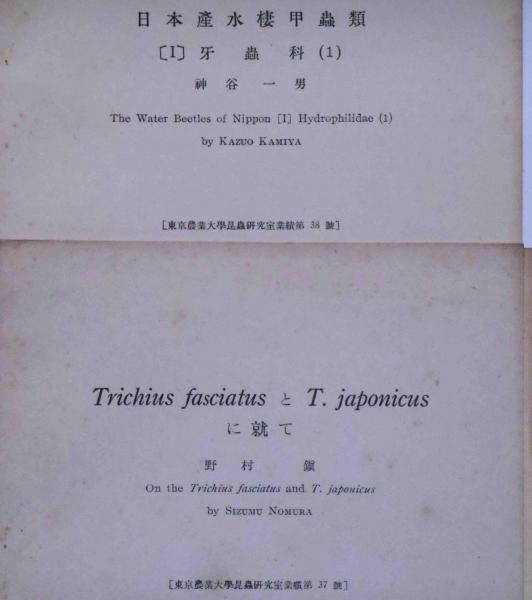 日本產水棲甲蟲類
〔I〕牙蟲科 (1)
神谷一男
The Water Beetles of Nippon [I] Hydrophilidae (1)
by KAZUO KAMIYA
[東京農業大學昆蟲硏究室業績第 38 號]
Trichius fasciatus と T. japonicus
に就て
野村鎭
On the Trichius fasciatus and T. japonicus
by SIZUMU NOMURA
[東京農業大學昆蟲硏究室業績第 37 號]